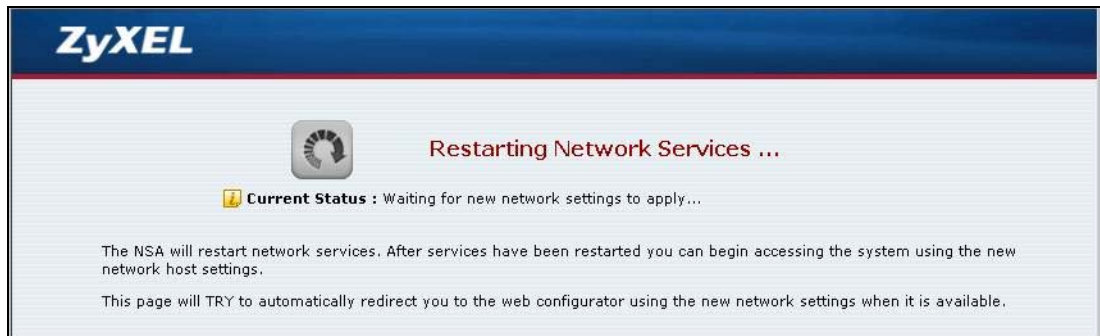 ZyXEL
Restarting Network Services ...
Current Status : Waiting for new network settings to apply...
The NSA will restart network services. After services have been restarted you can begin accessing the system using the new
network host settings.
This page will TRY to automatically redirect you to the web configurator using the new network settings when it is available.